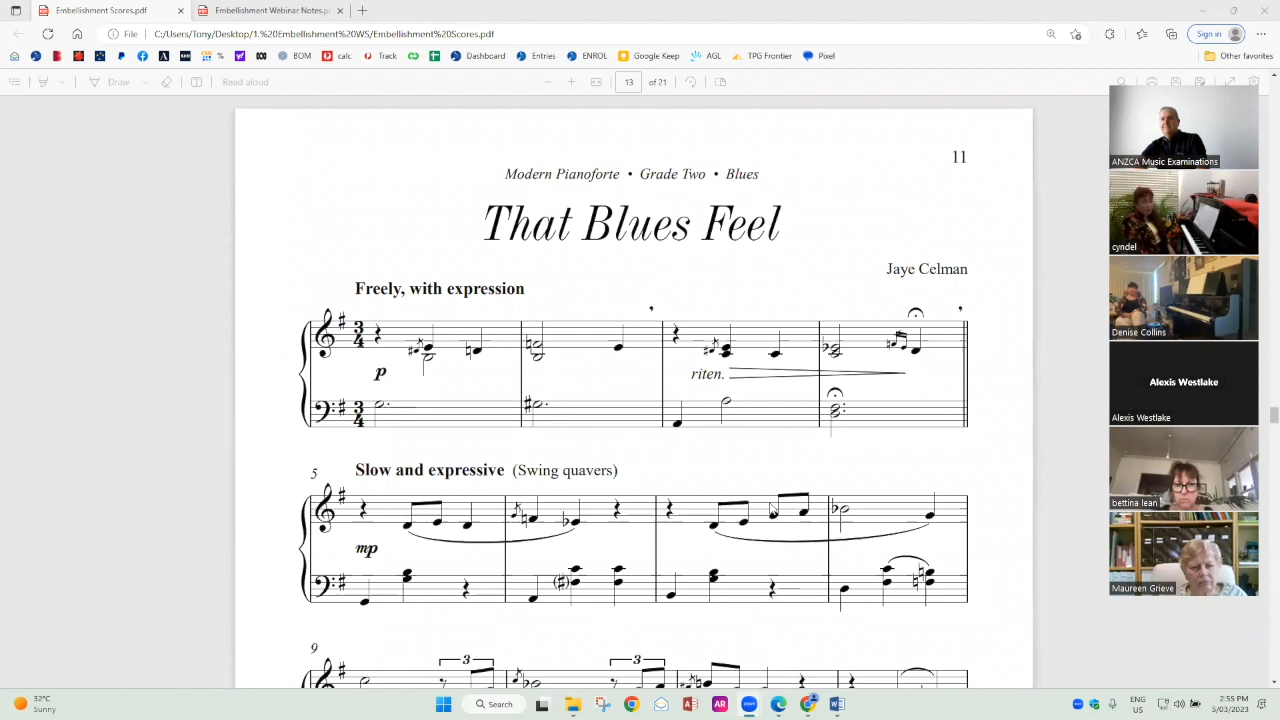 Embellishment Scores.pdf
Embellishment Webinar Notes.pd
File C:/Users/Tony/Desktop/1.%20Embellishment%20WS/Embellishment%20Scores.pdf
Sign in
% BOM calc Track Dashboard Entries ENROL Google Keep AGL TPG Frontier Pixel Other favorites
Draw Read aloud 13 of 21
11
Modern Pianoforte • Grade Two • Blues
That Blues Feel
Jaye Celman
Freely, with expression
p
riten.
5 Slow and expressive (Swing quavers)
mp
9
3 3
ANZCA Music Examinations
cyndel
Denise Collins
Alexis Westlake
Alexis Westlake
bettina lean
Maureen Grieve
32°C
Sunny
Search
ENG
US
2:55 PM
5/03/2023